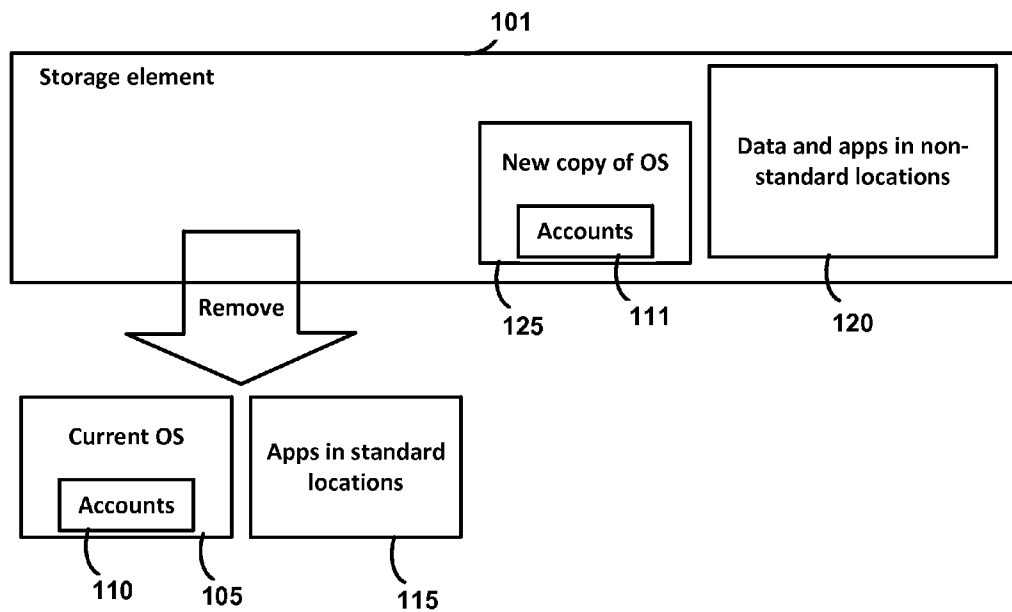 101
Storage element
New copy of OS
Accounts
Data and apps in non-
standard locations
125
111
120
Remove
Current OS
Accounts
Apps in standard
locations
110
105
115